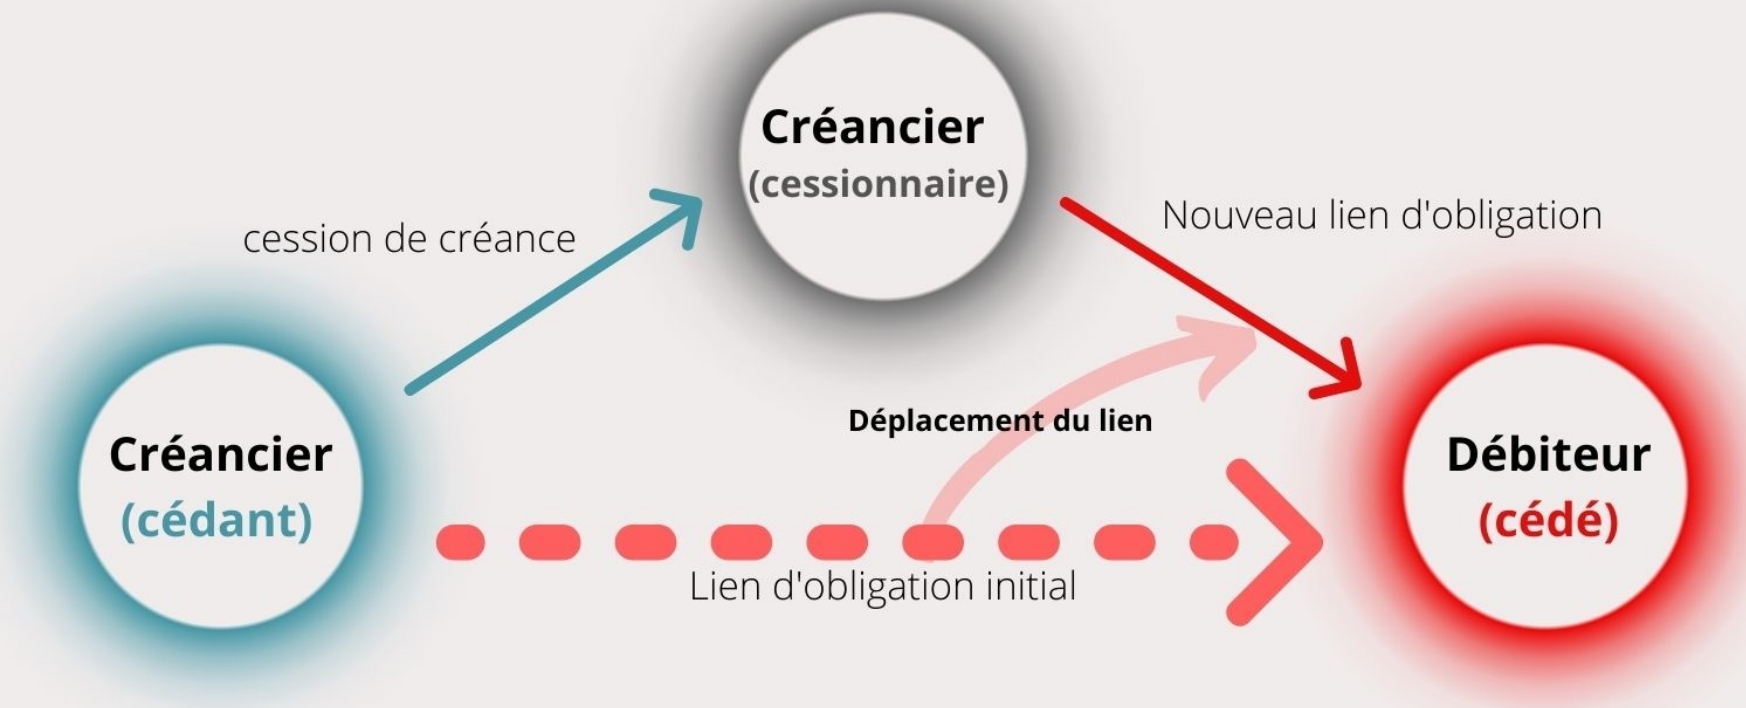 Créancier
(cessionnaire)
cession de créance
Nouveau lien d'obligation
Déplacement du lien
Créancier
(cédant)
Débiteur
(cédé)
Lien d'obligation initial